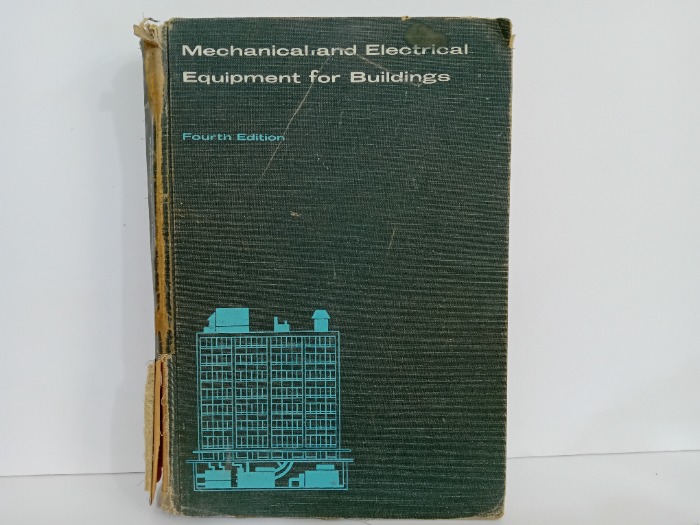 Mechanical and Electrical
Equipment for Buildings
Fourth Edition